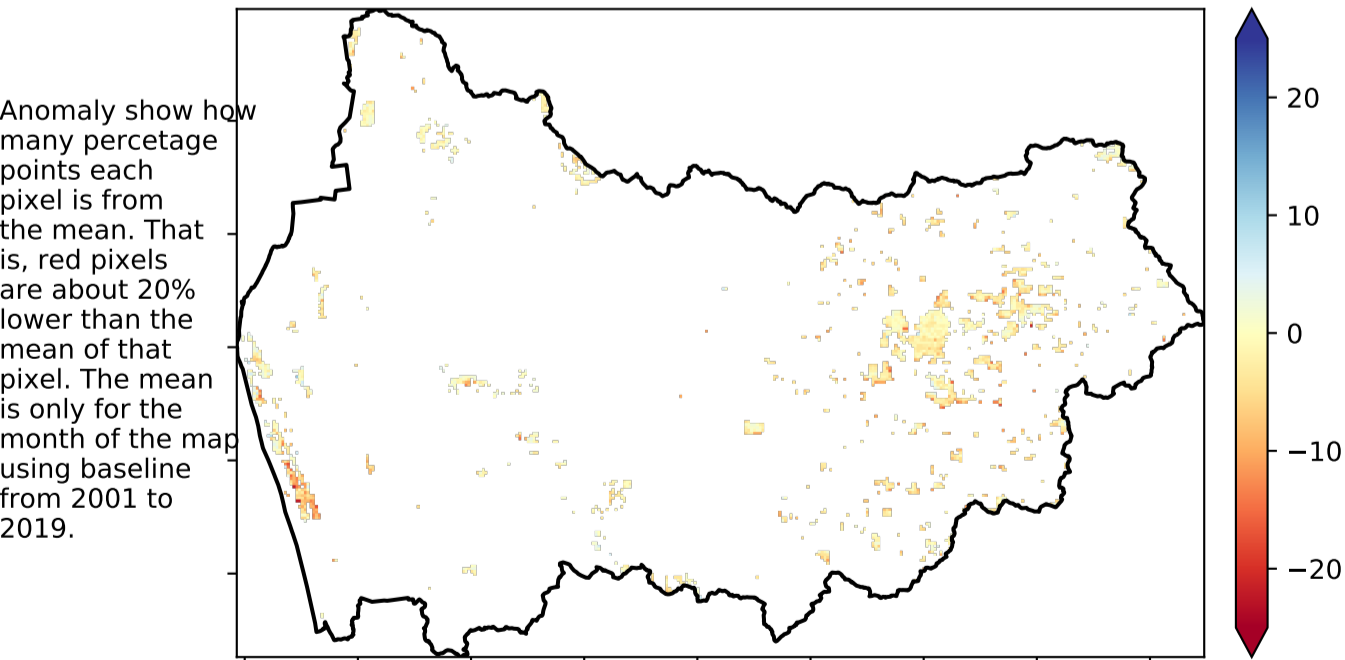 Anomaly show how
many percetage
points each
pixel is from
the mean. That
is, red pixels
are about 20%
lower than the
mean of that
pixel. The mean
is only for the
month of the map
using baseline
from 2001 to
2019.
20
10
0
−10
−20